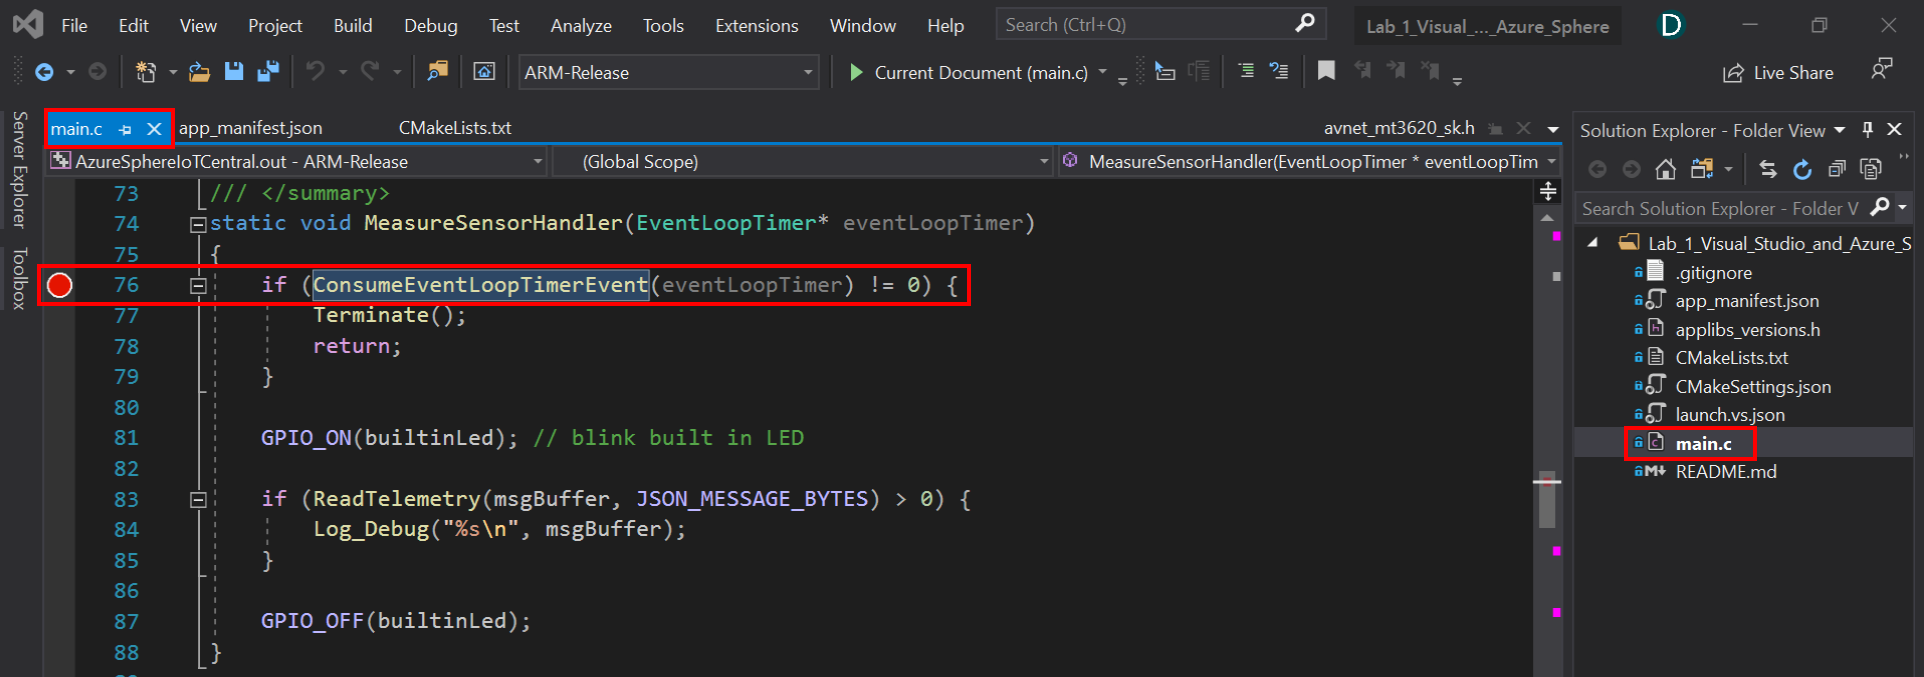 File Edit View Project Build Debug Test Analyze Tools Extensions Window Help Search (Ctrl+Q) Lab_1_Visual_..._Azure_Sphere D
ARM-Release Current Document (main.c) Live Share
Server Explorer
Toolbox
main.c app_manifest.json CMakeLists.txt avnet_mt3620_sk.h
AzureSphereIoTCentral.out - ARM-Release (Global Scope) MeasureSensorHandler(EventLoopTimer * eventLoopTim
73 /// </summary>
74 static void MeasureSensorHandler(EventLoopTimer* eventLoopTimer)
75 {
76 if (ConsumeEventLoopTimerEvent(eventLoopTimer) != 0) {
77 Terminate();
78 return;
79 }
80
81 GPIO_ON(builtinLed); // blink built in LED
82
83 if (ReadTelemetry(msgBuffer, JSON_MESSAGE_BYTES) > 0) {
84 Log_Debug("%s\n", msgBuffer);
85 }
86
87 GPIO_OFF(builtinLed);
88 }
Solution Explorer - Folder View
Search Solution Explorer - Folder V
Lab_1_Visual_Studio_and_Azure_S
.gitignore
app_manifest.json
applibs_versions.h
CMakeLists.txt
CMakeSettings.json
launch.vs.json
main.c
README.md